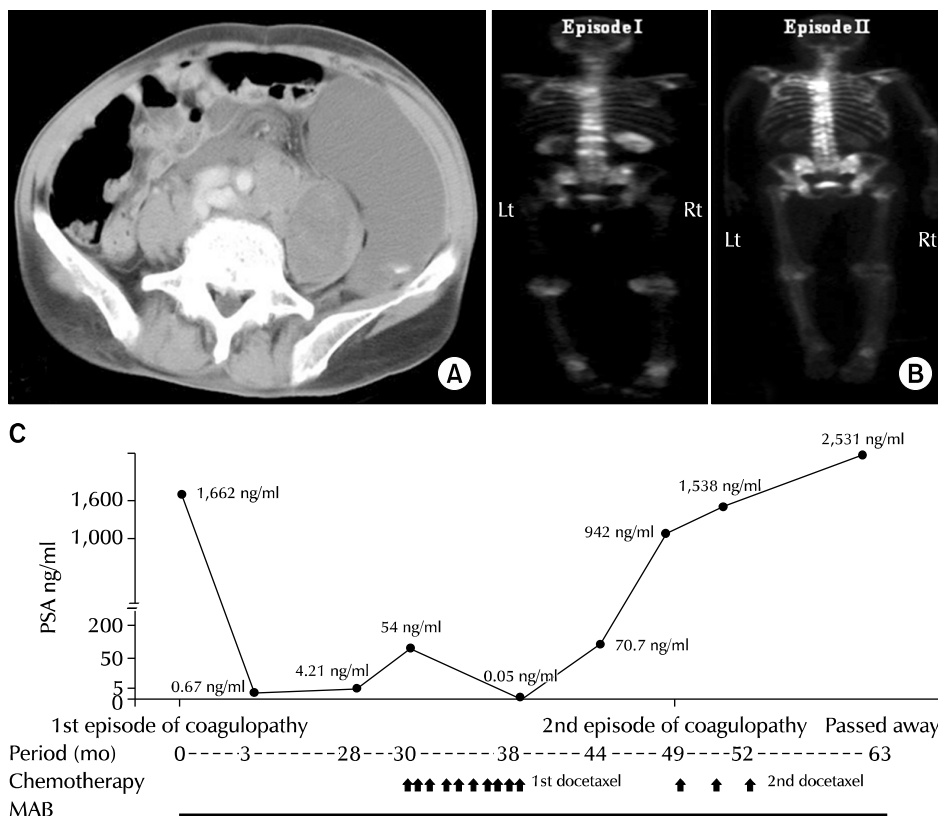 Episode I
Episode II
Lt
Rt
Lt
Rt
A
B
C
PSA ng/ml
1,600
1,000
200
50
5
0
1,662 ng/ml
0.67 ng/ml
4.21 ng/ml
54 ng/ml
0.05 ng/ml
70.7 ng/ml
942 ng/ml
1,538 ng/ml
2,531 ng/ml
1st episode of coagulopathy
2nd episode of coagulopathy
Passed away
Period (mo) 0 3 28 30 38 44 49 52 63
Chemotherapy 1st docetaxel 2nd docetaxel
MAB